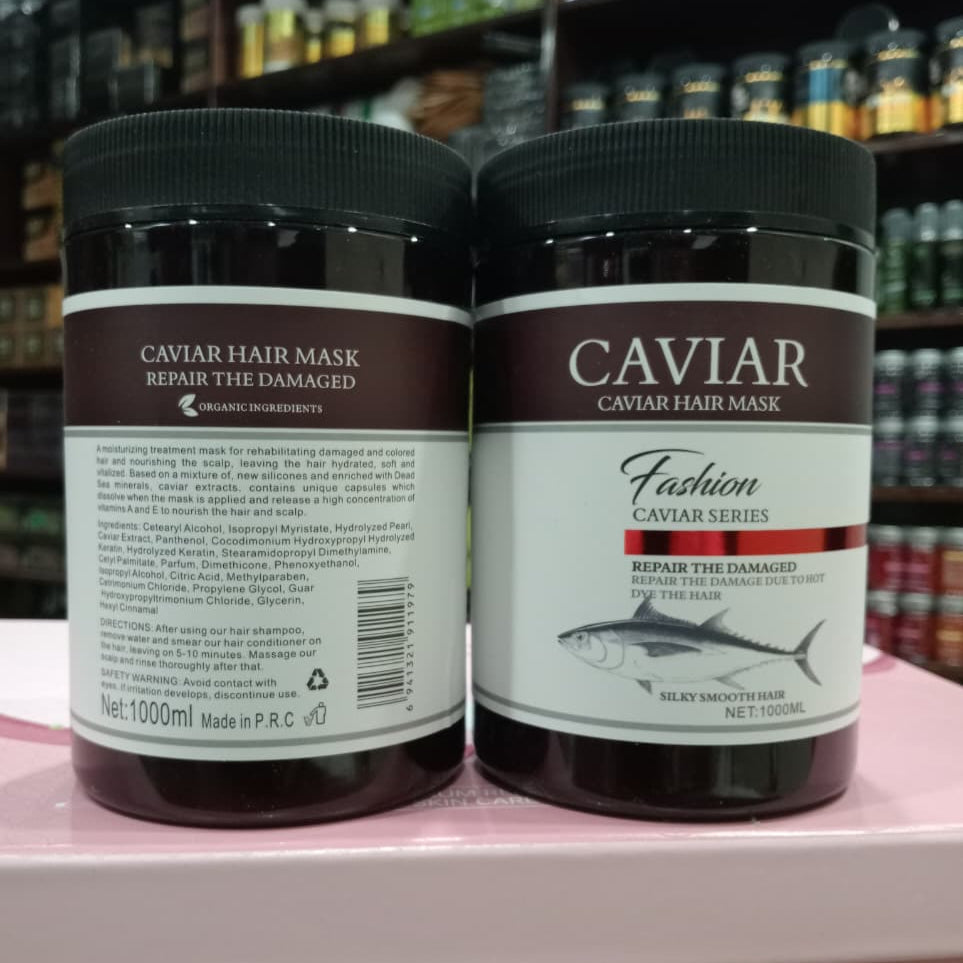 CAVIAR HAIR MASK
REPAIR THE DAMAGED
ORGANIC INGREDIENTS
A moisturizing treatment mask for rehabilitating damaged and colored
hair and nourishing the scalp, leaving the hair hydrated, soft and
vitalized. Based on a mixture of, new silicones and enriched with Dead
Sea minerals, caviar extracts, contains unique capsules which
dissolve when the mask is applied and release a high concentration of
vitamins A and E to nourish the hair and scalp.
Ingredients: Cetearyl Alcohol, Isopropyl Myristate, Hydrolyzed Pearl,
Caviar Extract, Panthenol, Cocodimonium Hydroxypropyl Hydrolyzed
Keratin, Hydrolyzed Keratin, Stearamidopropyl Dimethylamine,
Cetyl Palmitate, Parfum, Dimethicone, Phenoxyethanol,
Isopropyl Alcohol, Citric Acid, Methylparaben,
Cetrimonium Chloride, Propylene Glycol, Guar
Hydroxypropyltrimonium Chloride, Glycerin,
Hexyl Cinnamal
DIRECTIONS: After using our hair shampoo,
remove water and smear our hair conditioner on
the hair, leaving on 5-10 minutes. Massage our
scalp and rinse thoroughly after that.
SAFETY WARNING: Avoid contact with
eyes, if irritation develops, discontinue use.
Net:1000ml Made in P.R.C
6 941321 911979
CAVIAR
CAVIAR HAIR MASK
Fashion
CAVIAR SERIES
REPAIR THE DAMAGED
REPAIR THE DAMAGE DUE TO HOT
DYE THE HAIR
SILKY SMOOTH HAIR
NET:1000ML
SKIN CARE